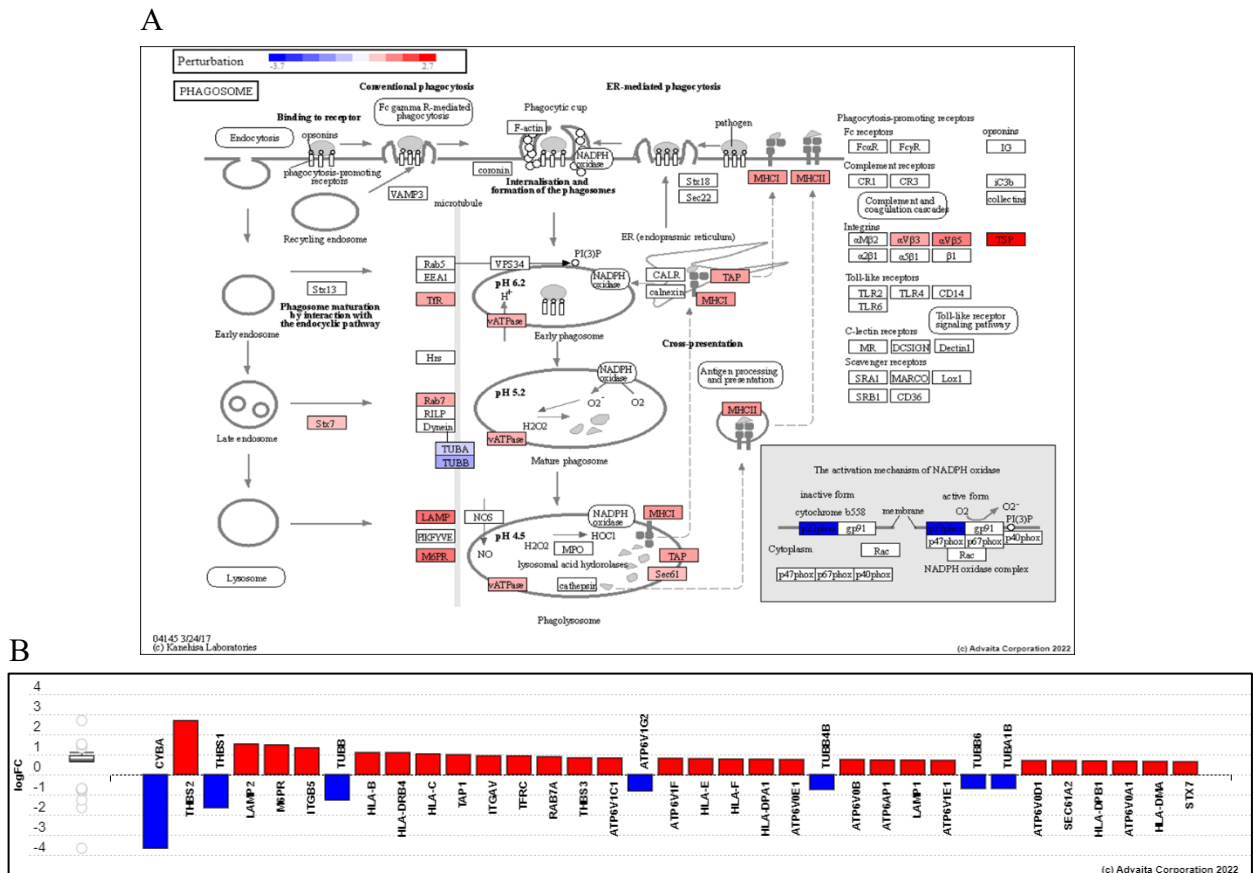 A
Perturbation
-3.7
2.7
PHAGOSOME
Conventional phagocytosis
ER-mediated phagocytosis
Endocytosis
Binding to receptor
opsonins
phagocytosis-promoting
receptors
Fc gamma R-mediated
phagocytosis
Phagocytic cup
F-actin
NADPH
oxidase
pathogen
coronin
Internalisation and
formation of the phagosomes
VAMP3
microtubule
Stx18
Sec22
MHCI
MHCII
Recycling endosome
ER (endoprasmic reticulum)
Stx13
Phagosome maturation
by interaction with
the endocyclic pathway
Early endosome
Rab5
EEA1
VPS34
PI(3)P
TfR
pH 6.2
H+
NADPH
oxidase
vATPase
Early phagosome
CALR
calnexin
TAP
MHCI
Cross-presentation
Hrs
Late endosome
Stx7
Rab7
RILP
Dynein
TUBA
TUBB
pH 5.2
NADPH
oxidase
O2-
O2
H2O2
vATPase
Mature phagosome
Antigen processing
and presentation
MHCII
Lysosome
LAMP
PIKFYVE
M6PR
NOS
NO
pH 4.5
NADPH
oxidase
H2O2
HOCl
MPO
lysosomal acid hydorolases
vATPase
cathepsin
MHCI
TAP
Sec61
Phagolysosome
Phagocytosis-promoting receptors
Fc receptors
FcαR
FcγR
opsonins
IG
Complement receptors
CR1
CR3
iC3b
collectins
Complement and
coagulation cascades
Integrins
αMβ2
αVβ3
αVβ5
TSP
α2β1
α5β1
β1
Toll-like receptors
TLR2
TLR4
CD14
TLR6
Toll-like receptor
signaling pathway
C-lectin receptors
MR
DCSIGN
Dectin1
Scavenger receptors
SRA1
MARCO
Lox1
SRB1
CD36
The activation mechanism of NADPH oxidase
inactive form
cytochrome b558
membrane
active form
O2
O2-
PI(3)P
gp91
gp91
p47phox
p67phox
p40phox
Cytoplasm
Rac
Rac
p47phox
p67phox
p40phox
NADPH oxidase complex
04145 3/24/17
(c) Kanehisa Laboratories
(c) Advaita Corporation 2022
B
logFC
4
3
2
1
0
-1
-2
-3
-4
CYBA
THBS2
THBS1
LAMP2
M6PR
ITGB5
TUBB
HLA-B
HLA-DRB4
HLA-C
TAP1
ITGAV
TFRC
RAB7A
THBS3
ATP6V1C1
ATP6V1G2
ATP6V1F
HLA-E
HLA-F
HLA-DPA1
ATP6V0E1
TUBB4B
ATP6V0B
ATP6AP1
LAMP1
ATP6V1E1
TUBB6
TUBA1B
ATP6V0D1
SEC61A2
HLA-DPB1
ATP6V0A1
HLA-DMA
STX7
(c) Advaita Corporation 2022